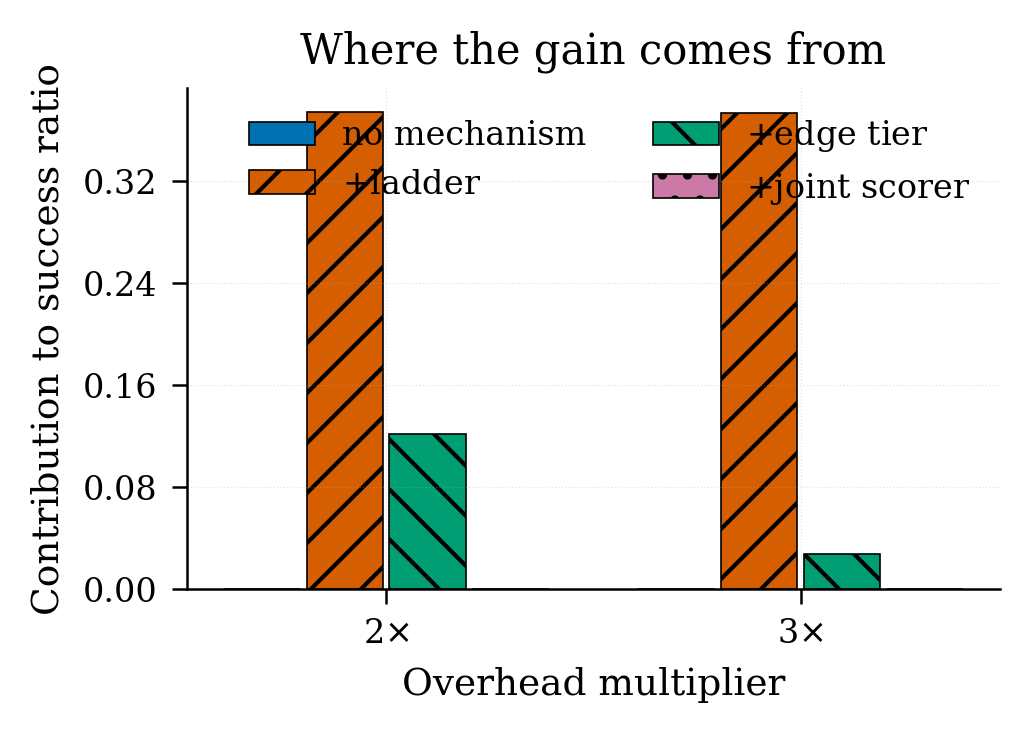 Where the gain comes from
Contribution to success ratio
no mechanism
+ladder
+edge tier
+joint scorer
0.32
0.24
0.16
0.08
0.00
2×
3×
Overhead multiplier